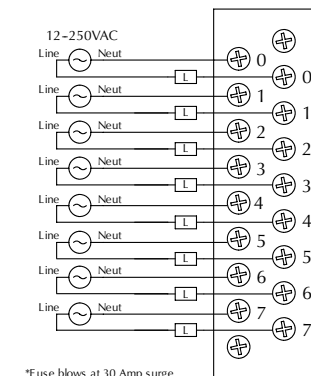 12-250VAC
Line Neut 0
L 0
Line Neut 1
L 1
Line Neut 2
L 2
Line Neut 3
L 3
Line Neut 4
L 4
Line Neut 5
L 5
Line Neut 6
L 6
Line Neut 7
L 7
*Fuse blows at 30 Amp surge